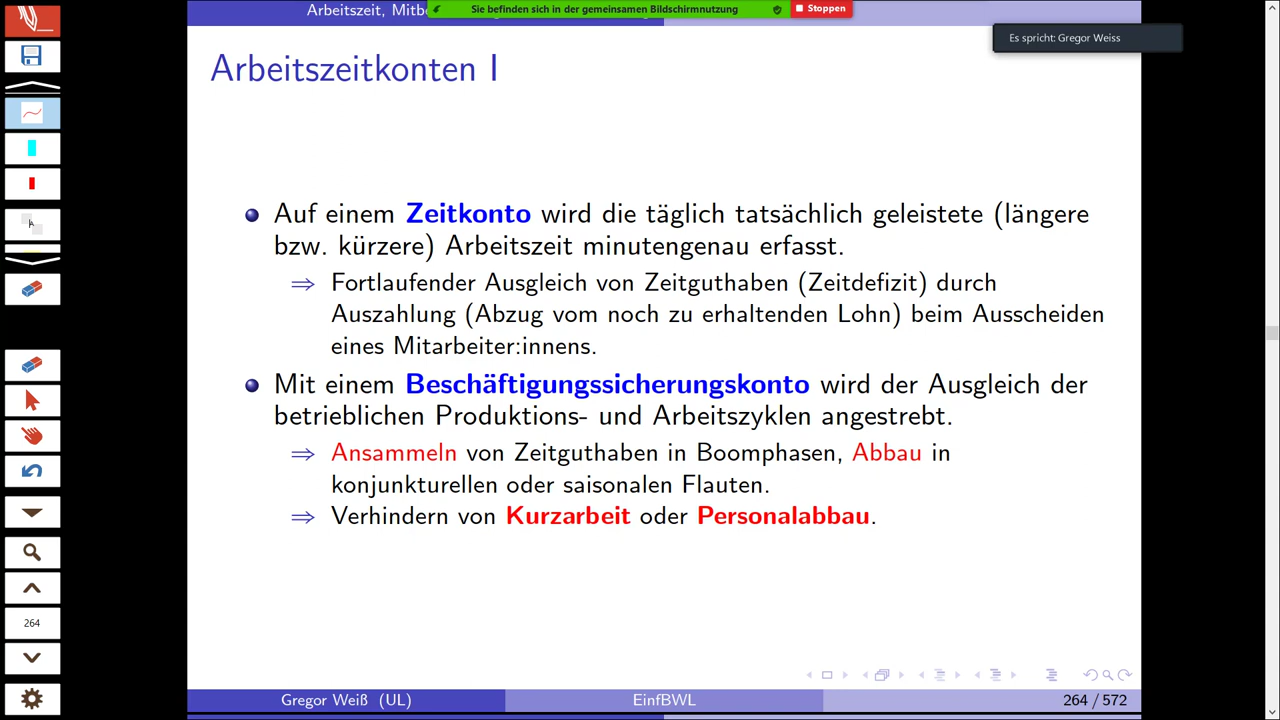 Arbeitszeit, Mitb
Sie befinden sich in der gemeinsamen Bildschirmnutzung
Stoppen
Es spricht: Gregor Weiss
Arbeitszeitkonten I
Auf einem Zeitkonto wird die täglich tatsächlich geleistete (längere
bzw. kürzere) Arbeitszeit minutengenau erfasst.
⇒ Fortlaufender Ausgleich von Zeitguthaben (Zeitdefizit) durch
Auszahlung (Abzug vom noch zu erhaltenden Lohn) beim Ausscheiden
eines Mitarbeiter:innens.
Mit einem Beschäftigungssicherungskonto wird der Ausgleich der
betrieblichen Produktions- und Arbeitszyklen angestrebt.
⇒ Ansammeln von Zeitguthaben in Boomphasen, Abbau in
konjunkturellen oder saisonalen Flauten.
⇒ Verhindern von Kurzarbeit oder Personalabbau.
264
Gregor Weiß (UL) EinfBWL 264 / 572